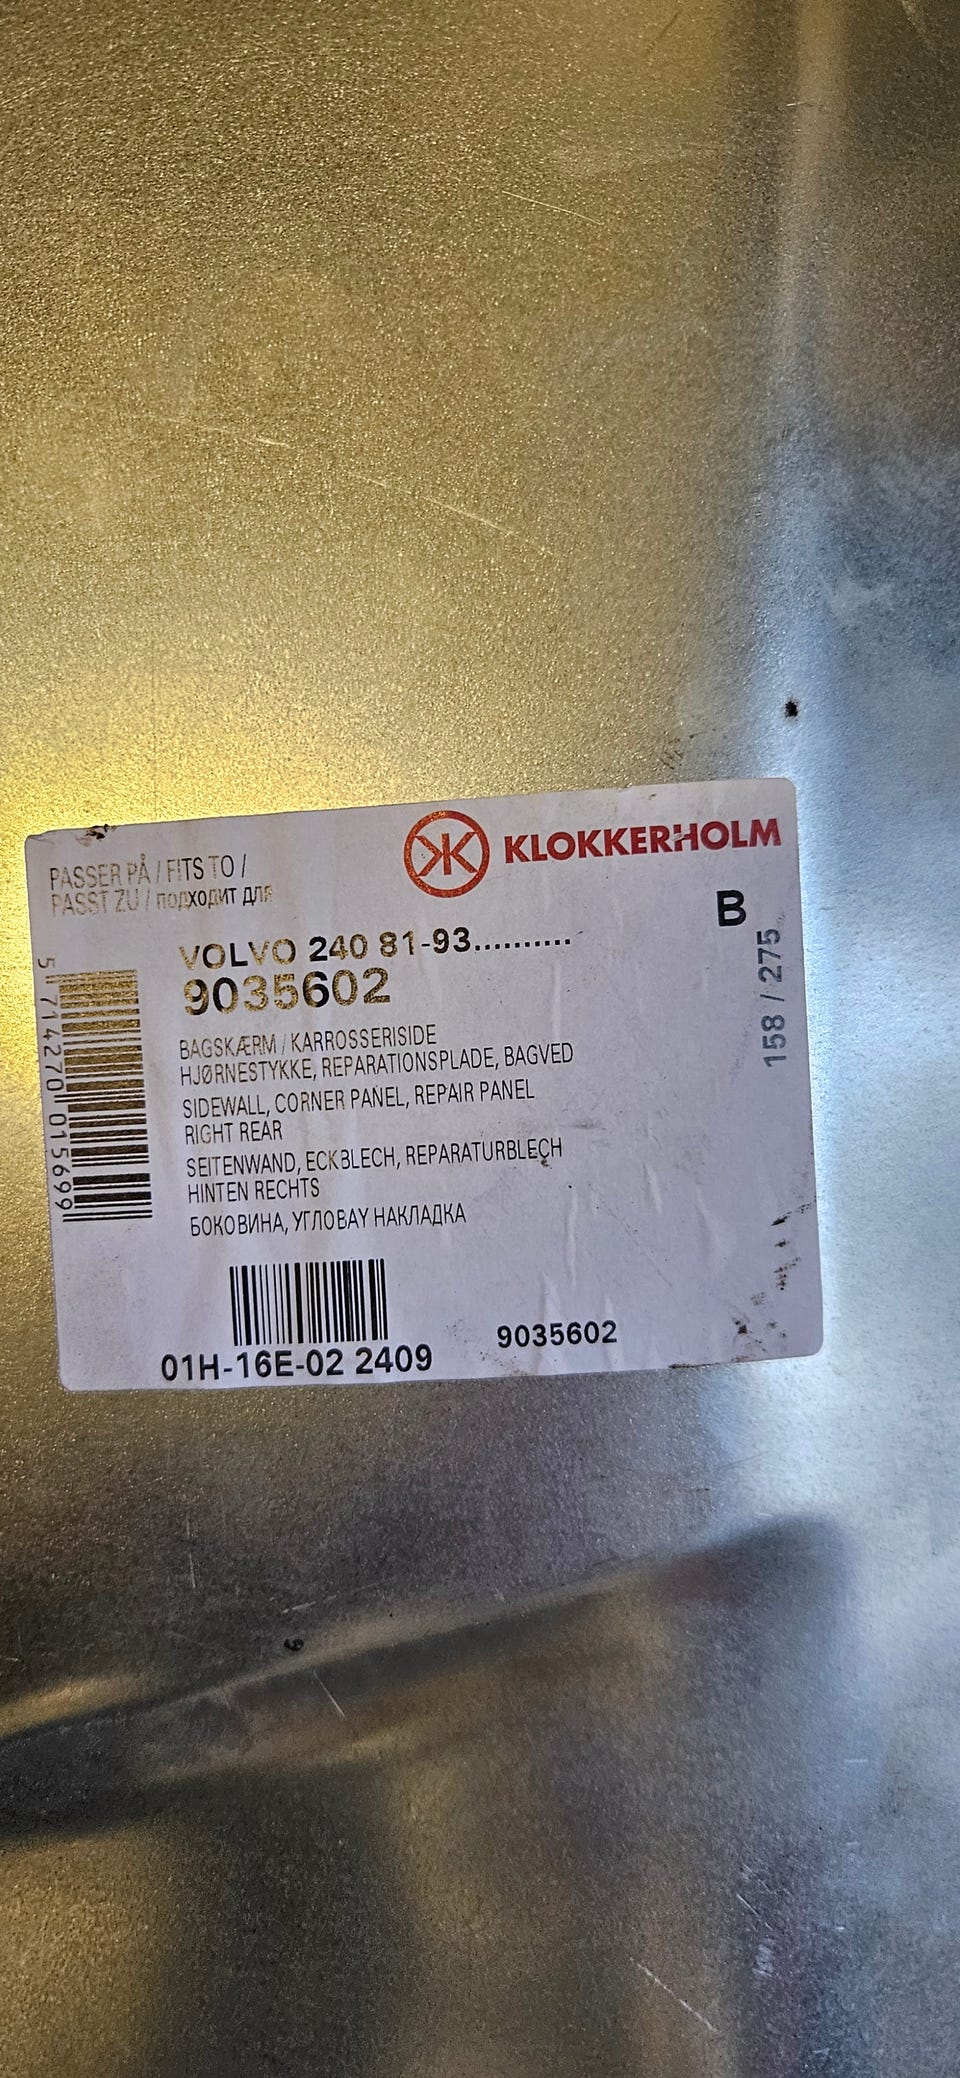 PASSER PÅ / FITS TO /
PASST ZU / подходит для
KLOKKERHOLM
B
158 / 275
VOLVO 240 81-93..........
9035602
5 714270 015699
BAGSKÆRM / KARROSSERISIDE
HJØRNESTYKKE, REPARATIONSPLADE, BAGVED
SIDEWALL, CORNER PANEL, REPAIR PANEL
RIGHT REAR
SEITENWAND, ECKBLECH, REPARATURBLECH
HINTEN RECHTS
БОКОВИНА, УГЛОВАY НАКЛАДКА
01H-16E-02 2409
9035602